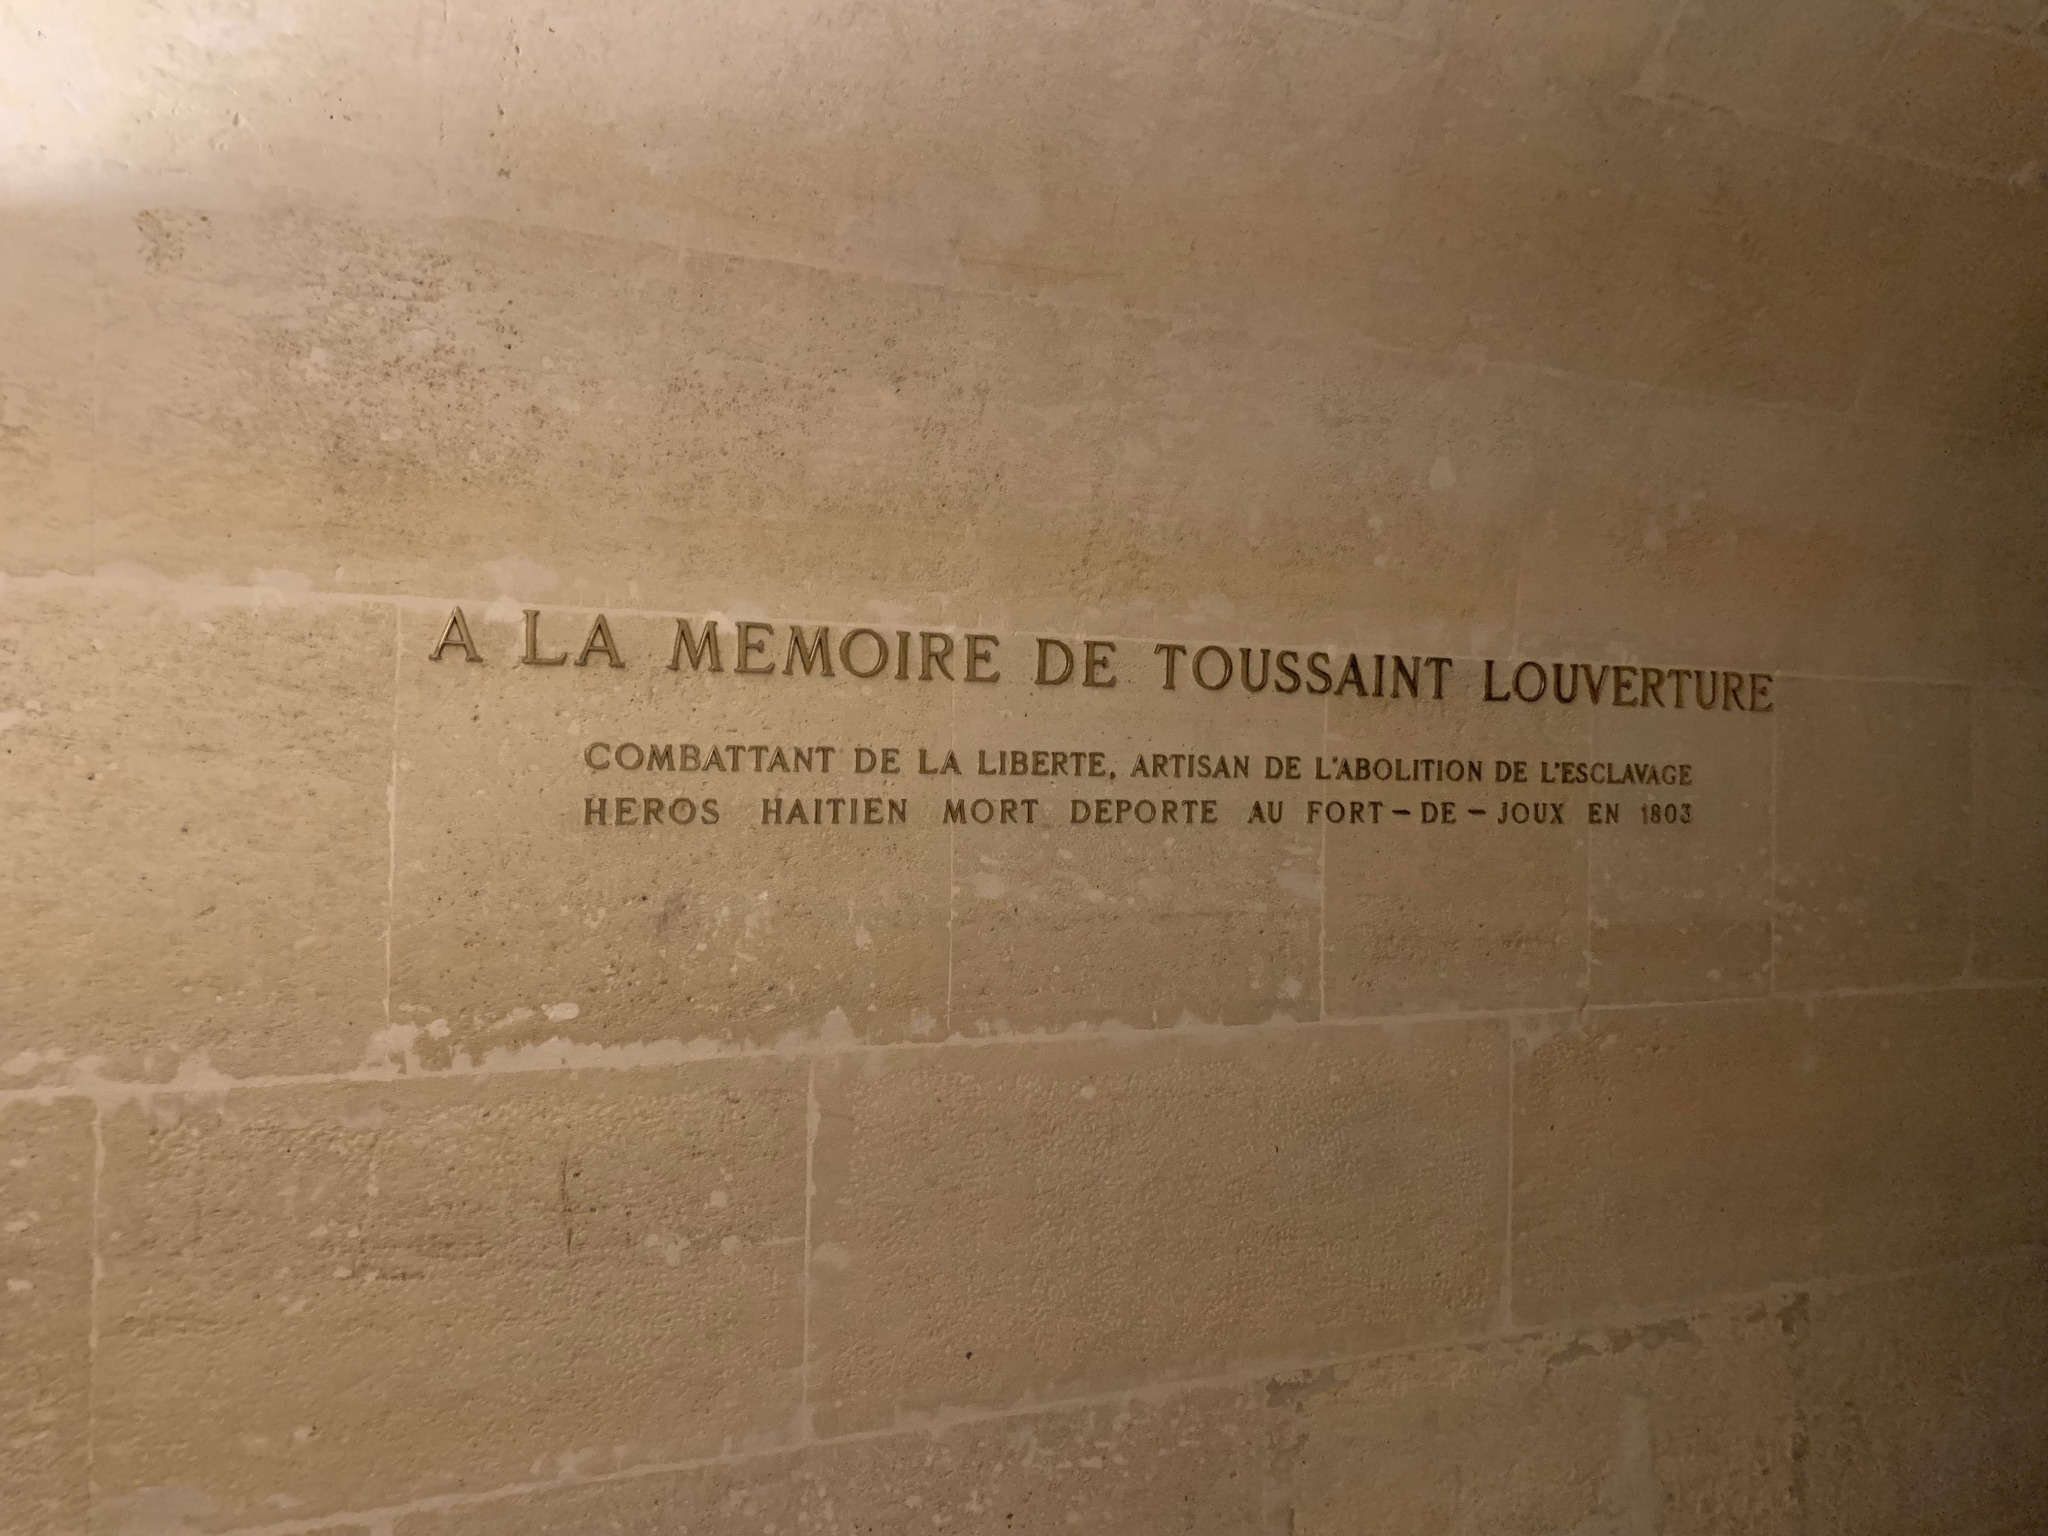 A LA MEMOIRE DE TOUSSAINT LOUVERTURE
COMBATTANT DE LA LIBERTE, ARTISAN DE L'ABOLITION DE L'ESCLAVAGE
HEROS HAITIEN MORT DEPORTE AU FORT-DE-JOUX EN 1803